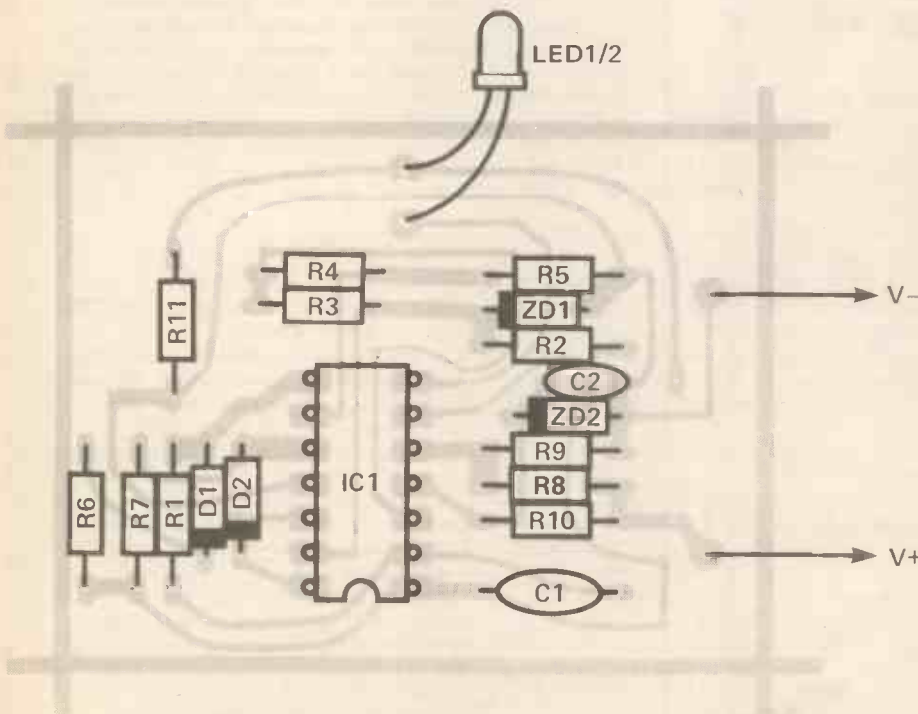 LED1/2
R4
R5
V–
R3
ZD1
R11
R2
C2
ZD2
R9
IC1
R8
R6
R7
R1
D1
D2
R10
V+
C1